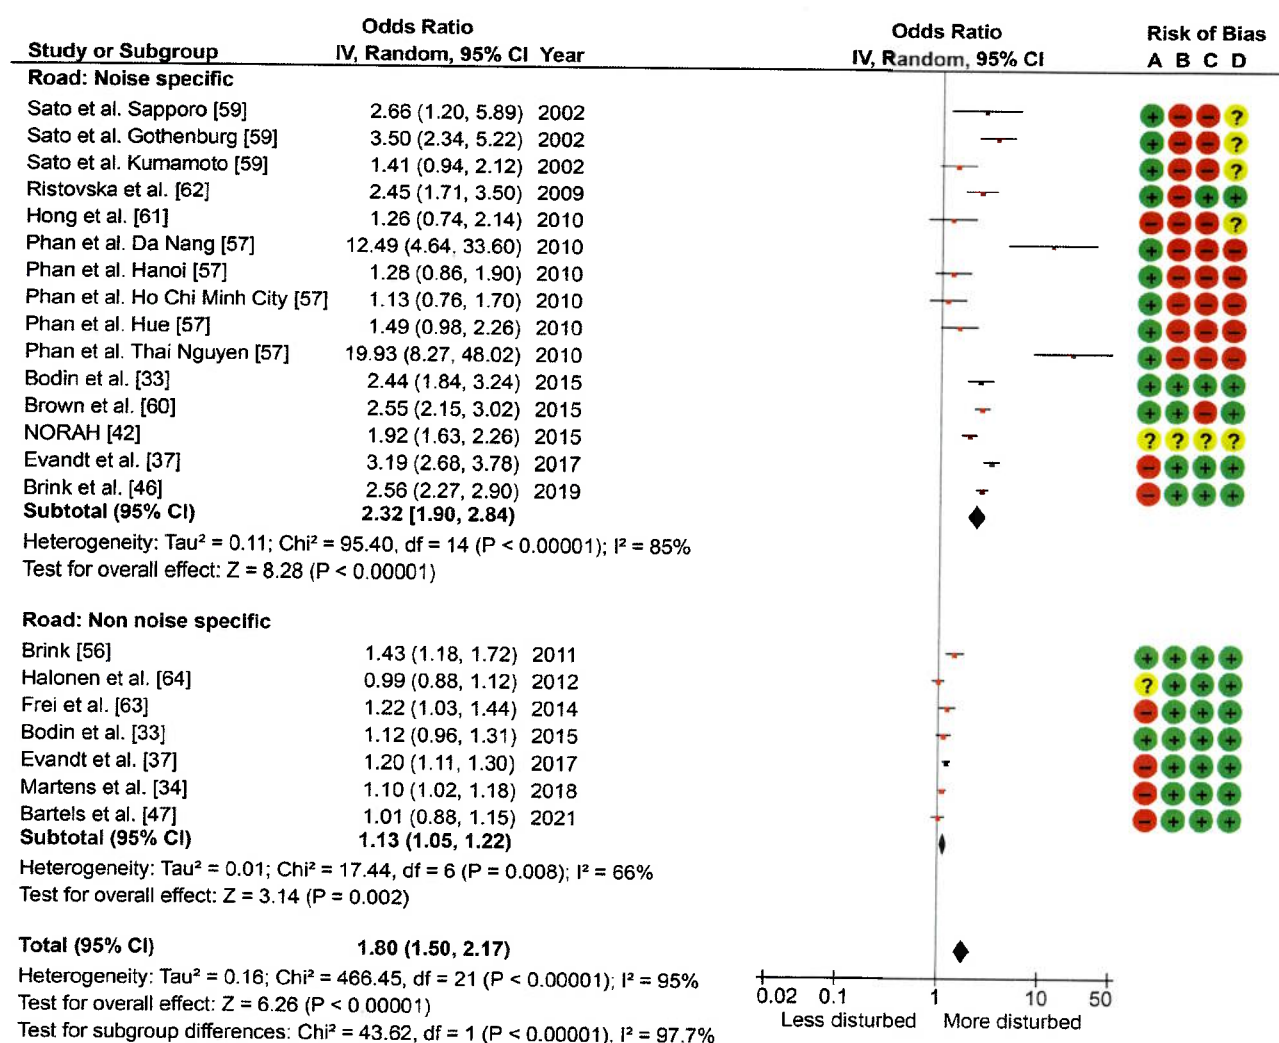 Odds Ratio Odds Ratio Risk of Bias
Study or Subgroup IV, Random, 95% CI Year IV, Random, 95% CI A B C D
Road: Noise specific
Sato et al. Sapporo [59] 2.66 (1.20, 5.89) 2002 + − − ?
Sato et al. Gothenburg [59] 3.50 (2.34, 5.22) 2002 + − − ?
Sato et al. Kumamoto [59] 1.41 (0.94, 2.12) 2002 + − − ?
Ristovska et al. [62] 2.45 (1.71, 3.50) 2009 + − + +
Hong et al. [61] 1.26 (0.74, 2.14) 2010 − − − ?
Phan et al. Da Nang [57] 12.49 (4.64, 33.60) 2010 + − − −
Phan et al. Hanoi [57] 1.28 (0.86, 1.90) 2010 + − − −
Phan et al. Ho Chi Minh City [57] 1.13 (0.76, 1.70) 2010 + − − −
Phan et al. Hue [57] 1.49 (0.98, 2.26) 2010 + − − −
Phan et al. Thai Nguyen [57] 19.93 (8.27, 48.02) 2010 + − − −
Bodin et al. [33] 2.44 (1.84, 3.24) 2015 + + + +
Brown et al. [60] 2.55 (2.15, 3.02) 2015 + + − +
NORAH [42] 1.92 (1.63, 2.26) 2015 ? ? ? ?
Evandt et al. [37] 3.19 (2.68, 3.78) 2017 − + + +
Brink et al. [46] 2.56 (2.27, 2.90) 2019 − + + +
Subtotal (95% CI) 2.32 [1.90, 2.84)
Heterogeneity: Tau² = 0.11; Chi² = 95.40, df = 14 (P < 0.00001); I² = 85%
Test for overall effect: Z = 8.28 (P < 0.00001)
Road: Non noise specific
Brink [56] 1.43 (1.18, 1.72) 2011 + + + +
Halonen et al. [64] 0.99 (0.88, 1.12) 2012 ? + + +
Frei et al. [63] 1.22 (1.03, 1.44) 2014 − + + +
Bodin et al. [33] 1.12 (0.96, 1.31) 2015 + + + +
Evandt et al. [37] 1.20 (1.11, 1.30) 2017 − + + +
Martens et al. [34] 1.10 (1.02, 1.18) 2018 − + + +
Bartels et al. [47] 1.01 (0.88, 1.15) 2021 − + + +
Subtotal (95% CI) 1.13 (1.05, 1.22)
Heterogeneity: Tau² = 0.01; Chi² = 17.44, df = 6 (P = 0.008); I² = 66%
Test for overall effect: Z = 3.14 (P = 0.002)
Total (95% CI) 1.80 (1.50, 2.17)
Heterogeneity: Tau² = 0.16; Chi² = 466.45, df = 21 (P < 0.00001); I² = 95%
Test for overall effect: Z = 6.26 (P < 0 00001)
Test for subgroup differences: Chi² = 43.62, df = 1 (P < 0.00001), I² = 97.7%
0.02 0.1 1 10 50
Less disturbed More disturbed